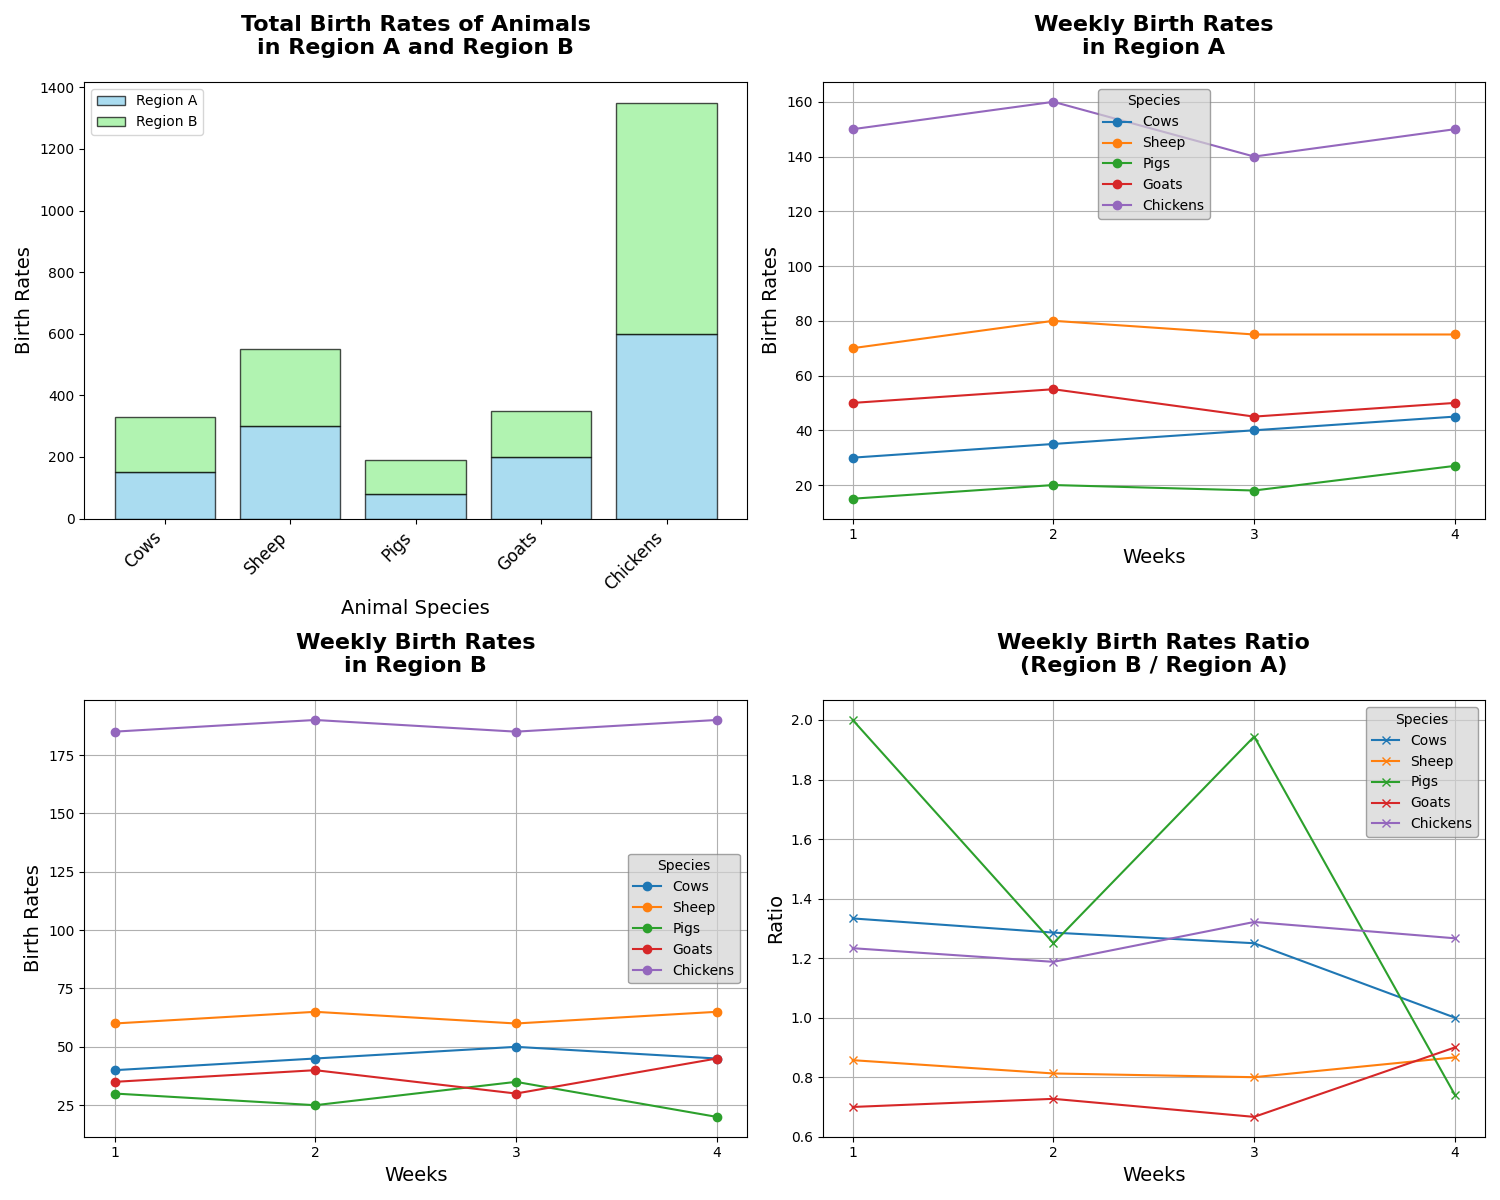 Total Birth Rates of Animals
in Region A and Region B
1400
1200
1000
800
600
400
200
0
Birth Rates
Region A
Region B
Cows
Sheep
Pigs
Goats
Chickens
Animal Species
Weekly Birth Rates
in Region A
160
140
120
100
80
60
40
20
Birth Rates
Species
Cows
Sheep
Pigs
Goats
Chickens
1
2
3
4
Weeks
Weekly Birth Rates
in Region B
175
150
125
100
75
50
25
Birth Rates
Species
Cows
Sheep
Pigs
Goats
Chickens
1
2
3
4
Weeks
Weekly Birth Rates Ratio
(Region B / Region A)
2.0
1.8
1.6
1.4
1.2
1.0
0.8
0.6
Ratio
Species
Cows
Sheep
Pigs
Goats
Chickens
1
2
3
4
Weeks